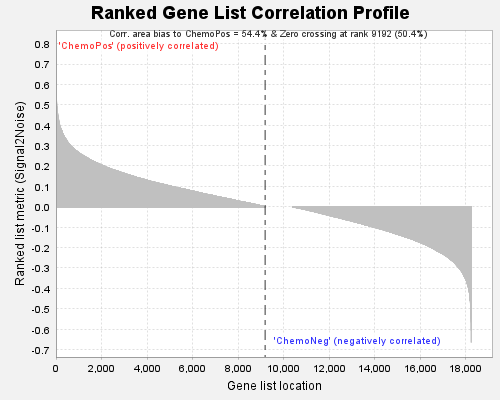 Ranked Gene List Correlation Profile
Corr. area bias to ChemoPos = 54.4% & Zero crossing at rank 9192 (50.4%)
'ChemoPos' (positively correlated)
0.8
0.7
0.6
0.5
0.4
0.3
0.2
0.1
0.0
-0.1
-0.2
-0.3
-0.4
-0.5
-0.6
-0.7
Ranked list metric (Signal2Noise)
'ChemoNeg' (negatively correlated)
0 2,000 4,000 6,000 8,000 10,000 12,000 14,000 16,000 18,000
Gene list location